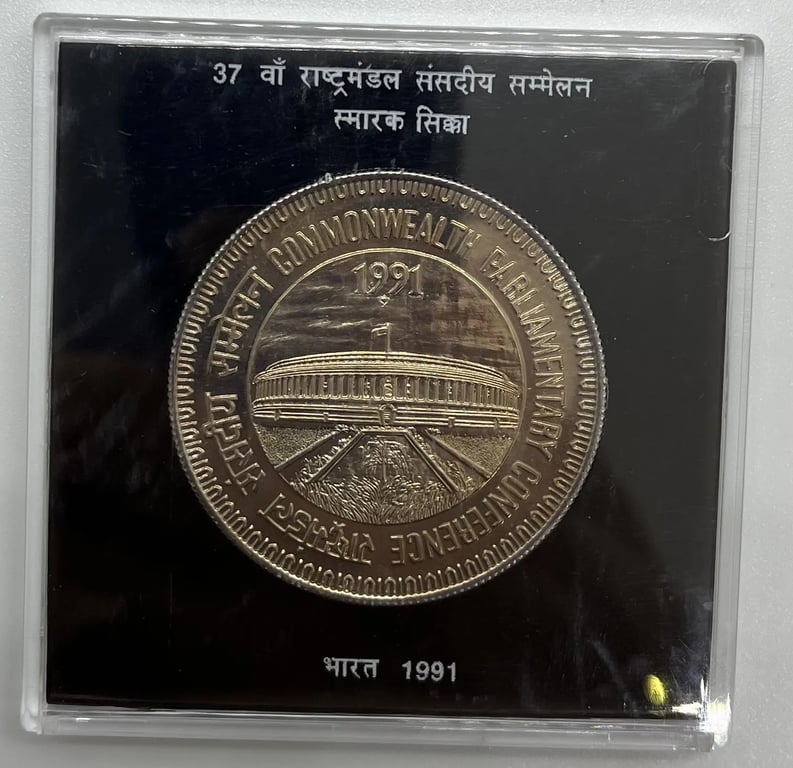 37 वाँ राष्ट्रमंडल संसदीय सम्मेलन
स्मारक सिक्का
राष्ट्रमंडल संसदीय सम्मेलन COMMONWEALTH PARLIAMENTARY CONFERENCE
1991
भारत 1991